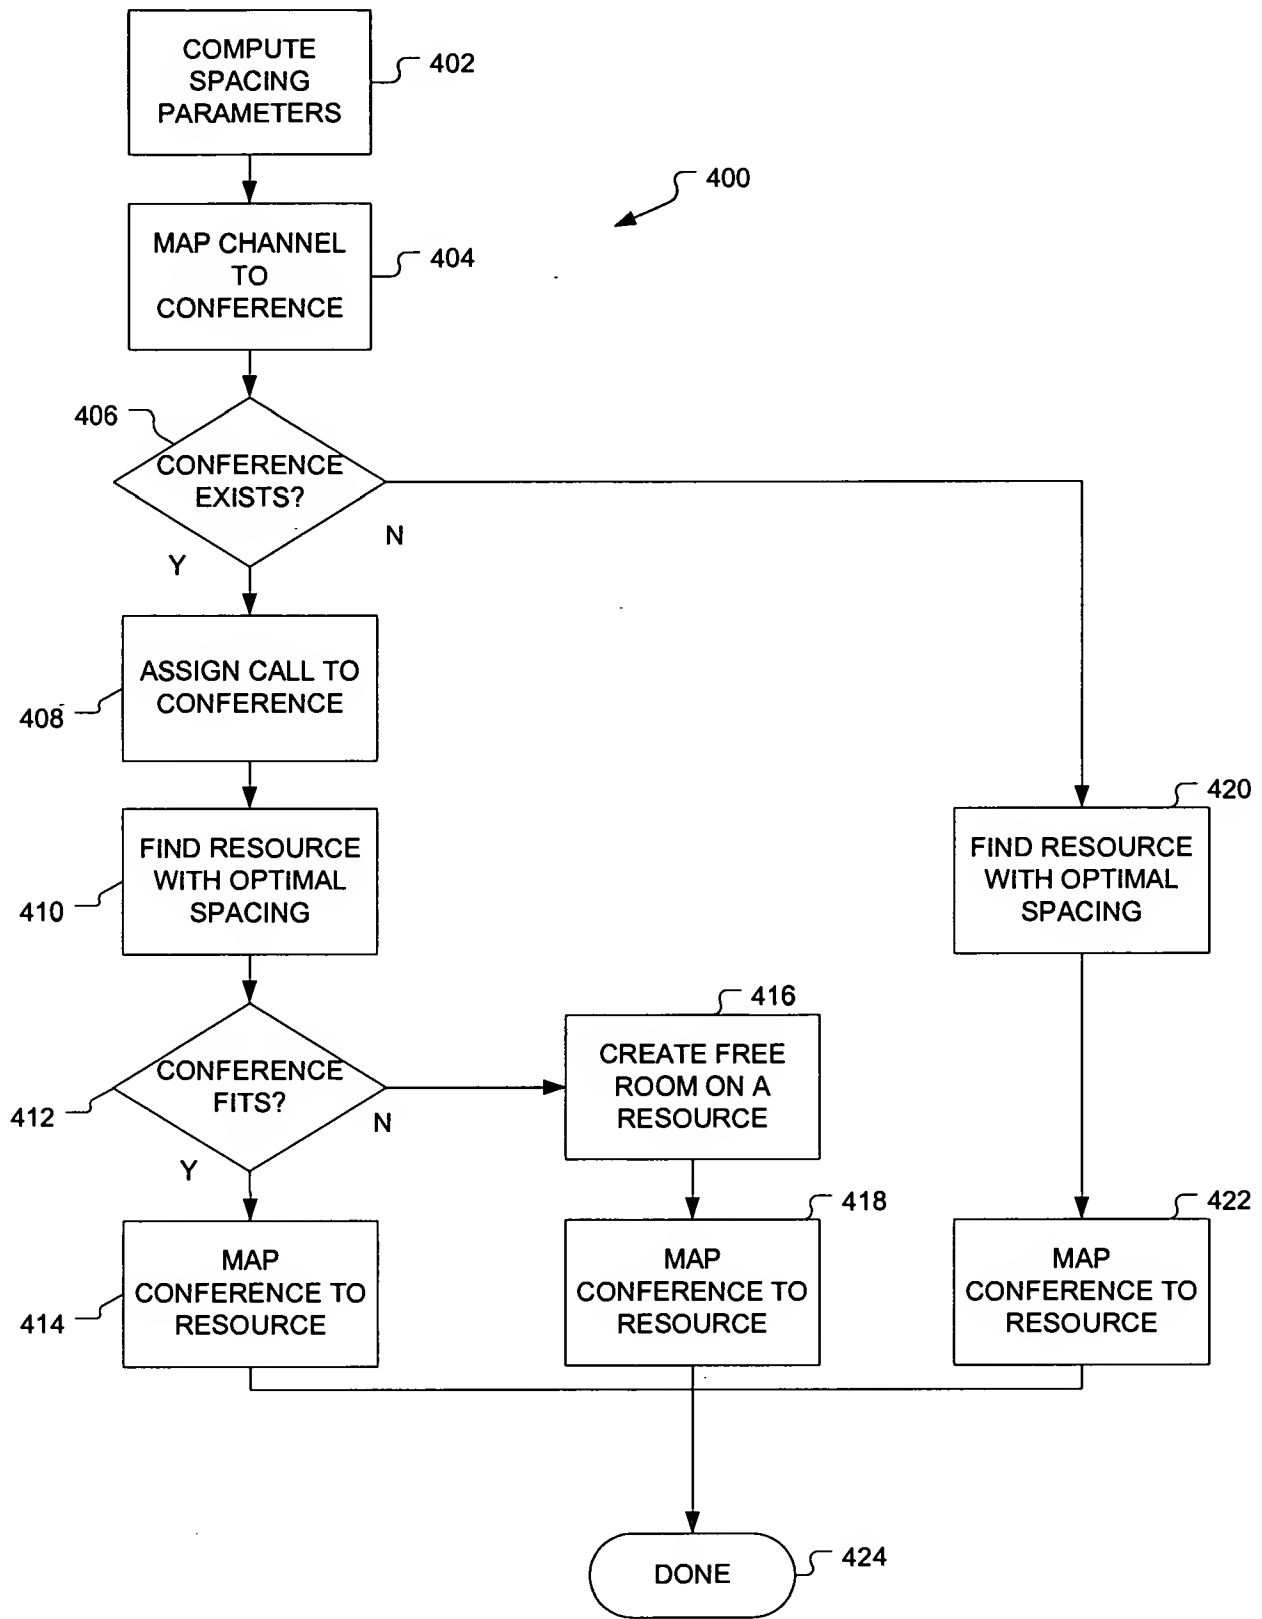 COMPUTE
SPACING
PARAMETERS
402
400
MAP CHANNEL
TO
CONFERENCE
404
406
CONFERENCE
EXISTS?
N
Y
ASSIGN CALL TO
CONFERENCE
408
FIND RESOURCE
WITH OPTIMAL
SPACING
410
420
FIND RESOURCE
WITH OPTIMAL
SPACING
CONFERENCE
FITS?
412
N
Y
416
CREATE FREE
ROOM ON A
RESOURCE
MAP
CONFERENCE TO
RESOURCE
414
418
MAP
CONFERENCE TO
RESOURCE
422
MAP
CONFERENCE TO
RESOURCE
DONE
424